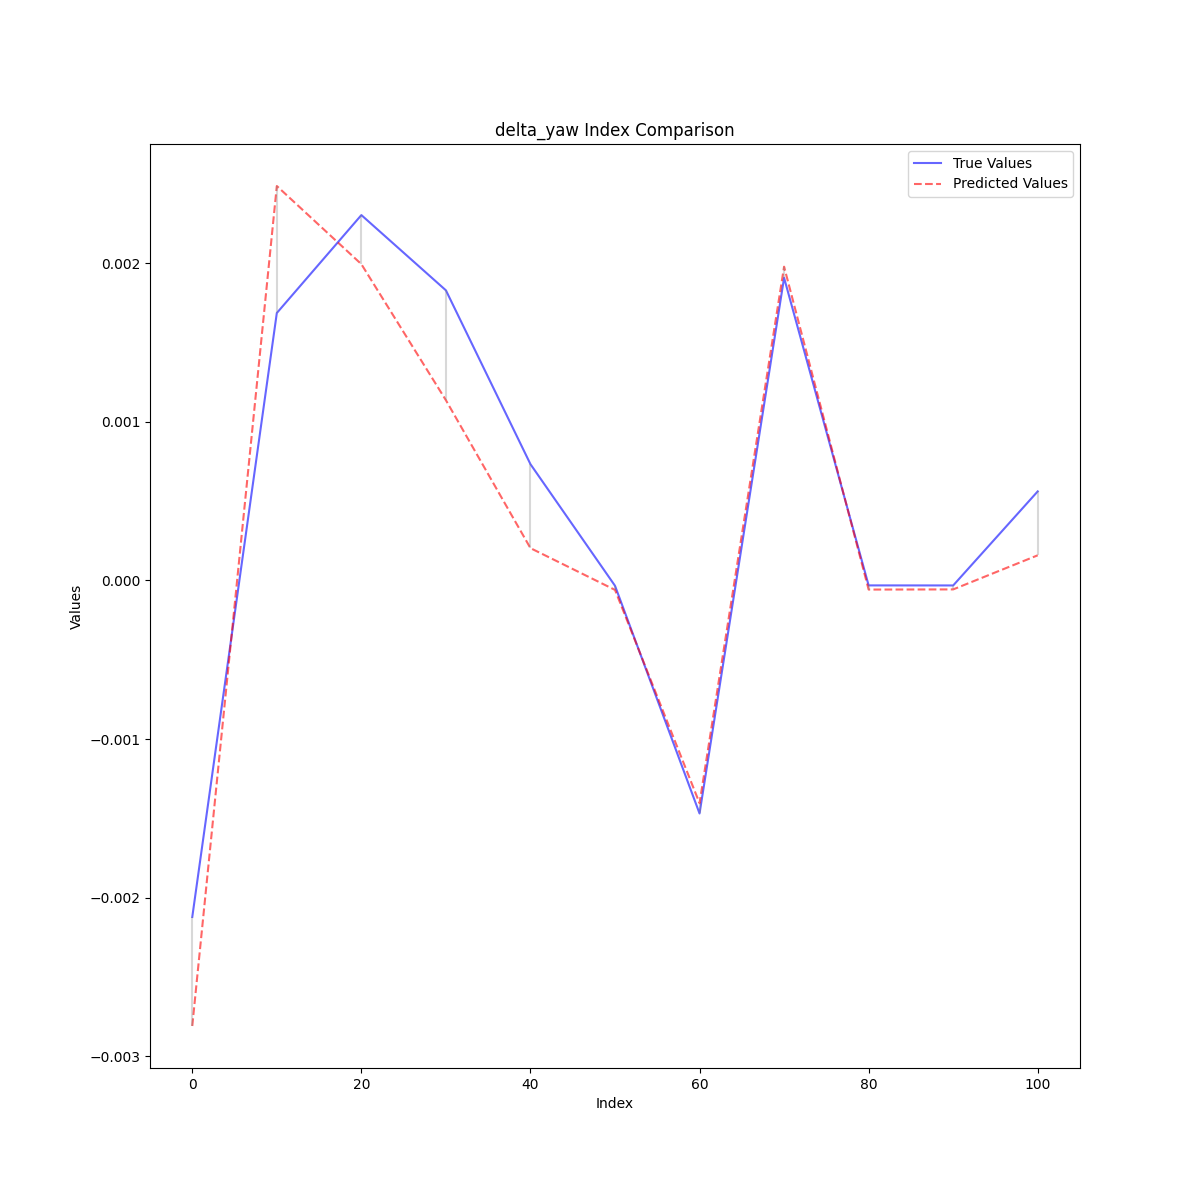 delta_yaw Index Comparison
True Values
Predicted Values
0.002
0.001
0.000
−0.001
−0.002
−0.003
Values
0 20 40 60 80 100
Index